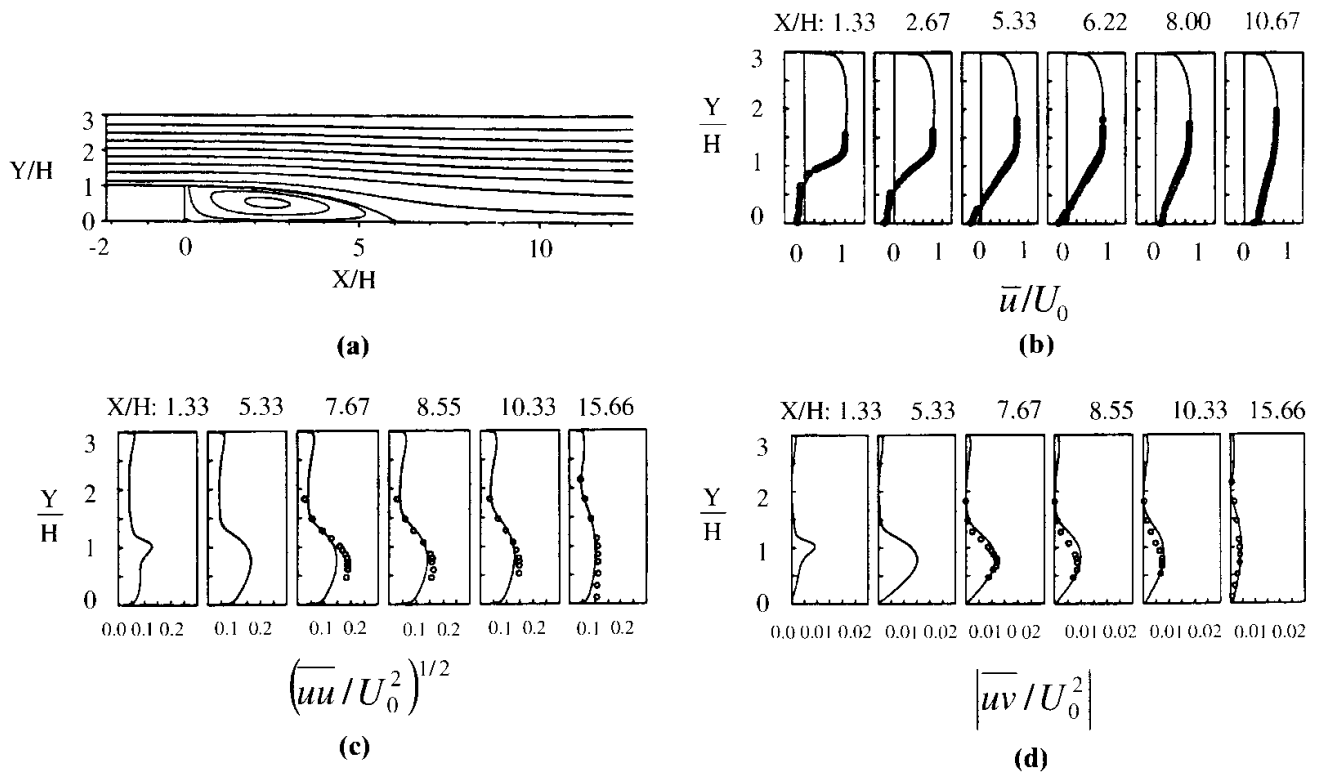 3
2
Y/H
1
0
-2 0 5 10
X/H
(a)
X/H: 1.33 2.67 5.33 6.22 8.00 10.67
3
Y
H
2
1
0
0 1 0 1 0 1 0 1 0 1 0 1
u̅/U₀
(b)
X/H: 1.33 5.33 7.67 8.55 10.33 15.66
3
2
Y
H
1
0
0.0 0.1 0.2 0.1 0.2 0.1 0.2 0.1 0.2 0.1 0.2 0.1 0.2
(u̅u̅/U₀²)^1/2
(c)
X/H: 1.33 5.33 7.67 8.55 10.33 15.66
3
2
Y
H
1
0
0.0 0.01 0.02 0.01 0.02 0.01 0.02 0.01 0.02 0.01 0.02 0.01 0.02
|u̅v̅/U₀²|
(d)